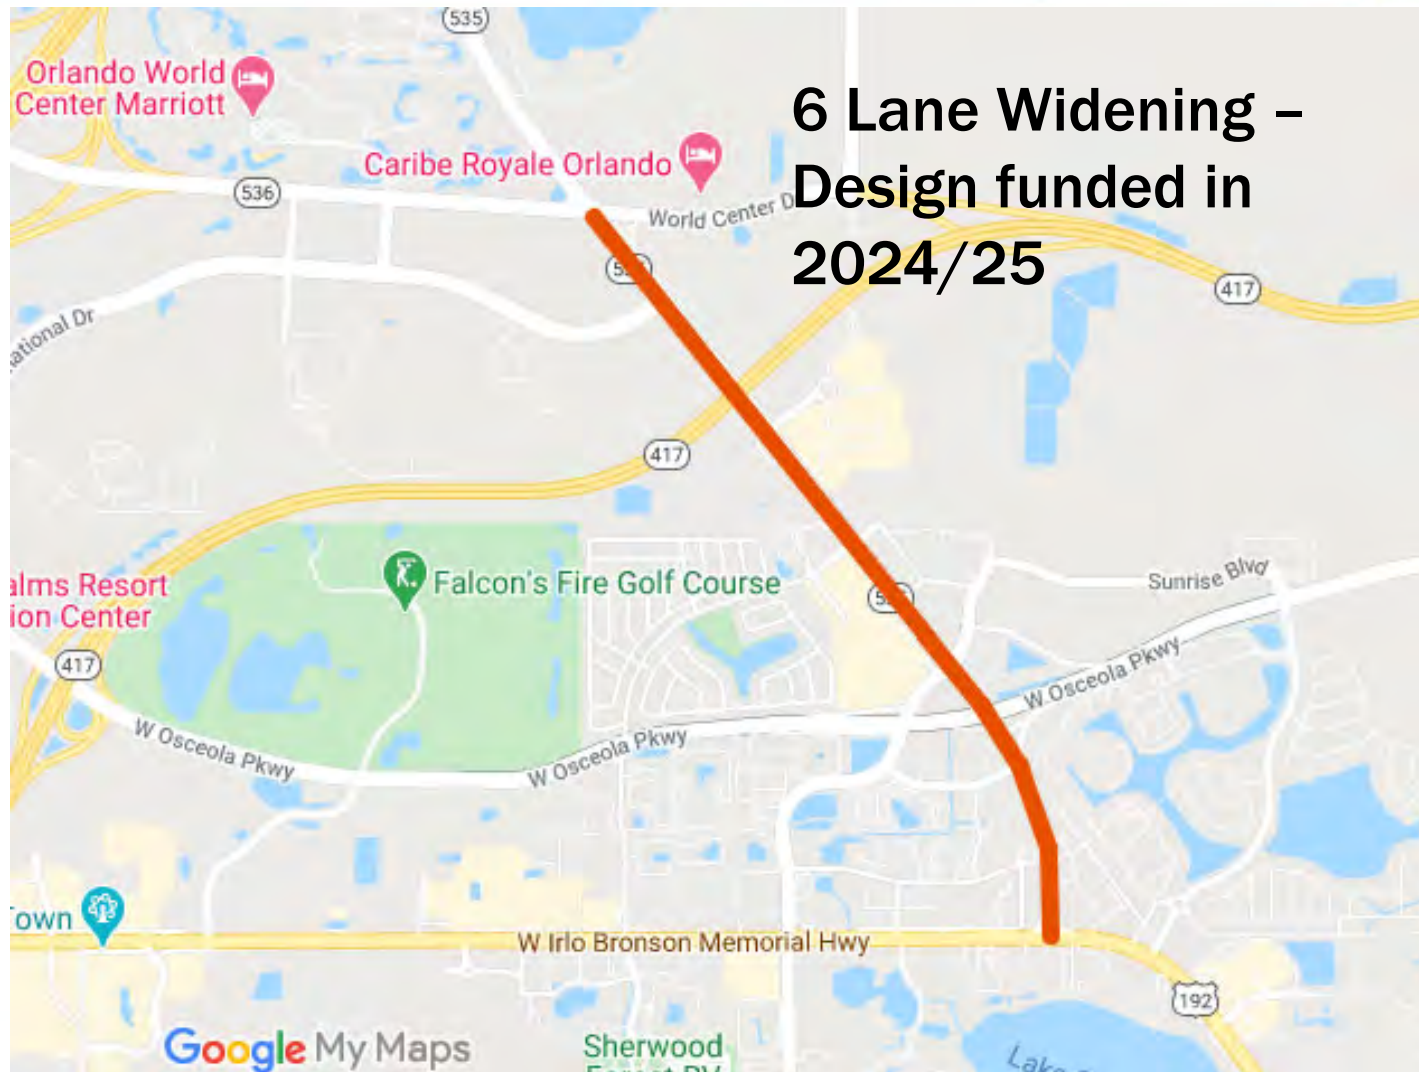 535
Orlando World
Center Marriott
6 Lane Widening –
Design funded in
2024/25
Caribe Royale Orlando
536
World Center D
417
417
Falcon's Fire Golf Course
alms Resort
ion Center
Sunrise Blvd
417
W Osceola Pkwy
W Osceola Pkwy
W Osceola Pkwy
own
W Irlo Bronson Memorial Hwy
192
Google My Maps
Sherwood
Lake